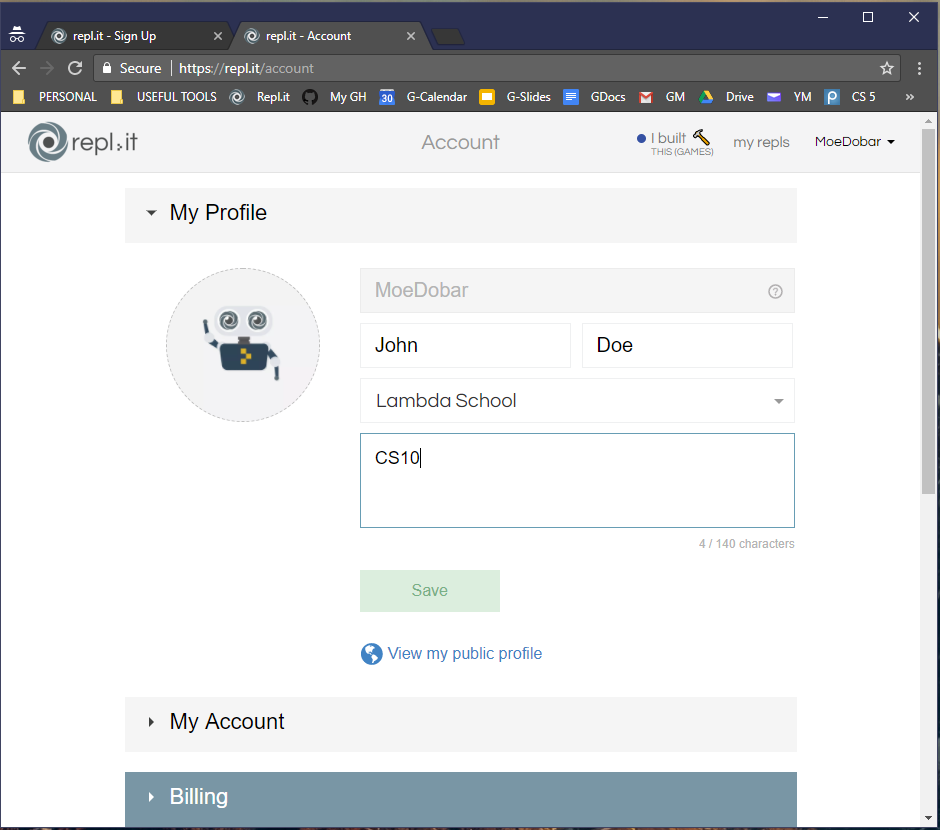 repl.it - Sign Up
repl.it - Account
Secure
https://repl.it/account
PERSONAL
USEFUL TOOLS
Repl.it
My GH
30
G-Calendar
G-Slides
GDocs
GM
Drive
YM
CS 5
»
repl.it
Account
I built
THIS (GAMES)
my repls
MoeDobar
My Profile
MoeDobar
?
John
Doe
Lambda School
CS10
4 / 140 characters
Save
View my public profile
My Account
Billing